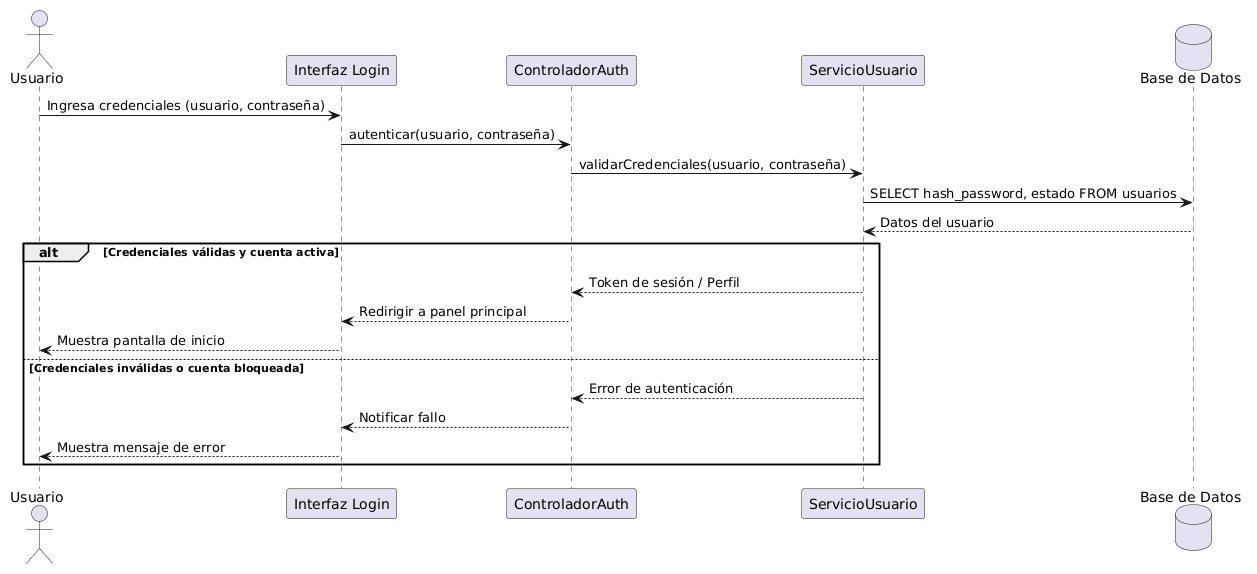 Usuario
Interfaz Login
ControladorAuth
ServicioUsuario
Base de Datos
Ingresa credenciales (usuario, contraseña)
autenticar(usuario, contraseña)
validarCredenciales(usuario, contraseña)
SELECT hash_password, estado FROM usuarios
Datos del usuario
alt [Credenciales válidas y cuenta activa]
Token de sesión / Perfil
Redirigir a panel principal
Muestra pantalla de inicio
[Credenciales inválidas o cuenta bloqueada]
Error de autenticación
Notificar fallo
Muestra mensaje de error
Usuario
Interfaz Login
ControladorAuth
ServicioUsuario
Base de Datos